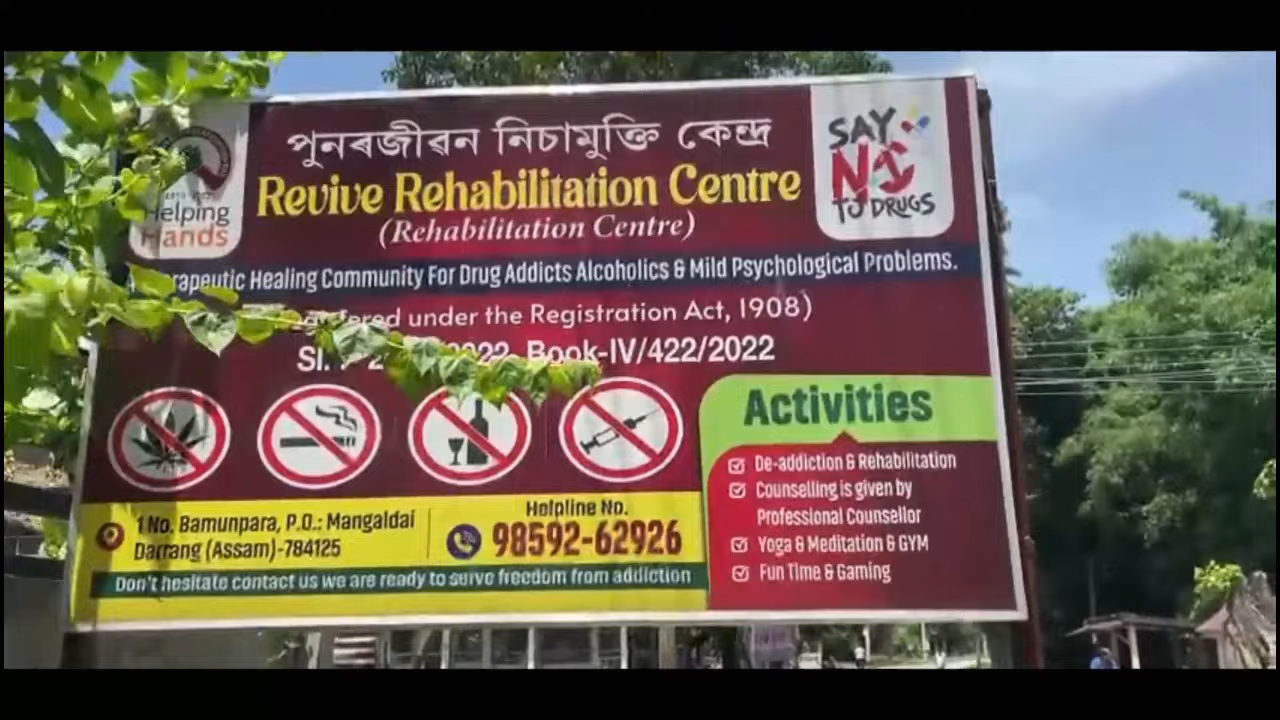 পুনৰজীৱন নিচামুক্তি কেন্দ্ৰ
Revive Rehabilitation Centre
(Rehabilitation Centre)
Helping
Hands
SAY
NO
TO DRUGS
Healing Community For Drug Addicts Alcoholics & Mild Psychological Problems.
under the Registration Act, 1908)
Sl. Book-IV/422/2022
Activities
De-addiction & Rehabilitation
Counselling is given by
Professional Counsellor
Yoga & Meditation & GYM
Fun Time & Gaming
1 No. Bamunpara, P.O.: Mangaldai
Darrang (Assam)-784125
Helpline No.
98592-62926
Don't hesitate contact us we are ready to serve freedom from addiction